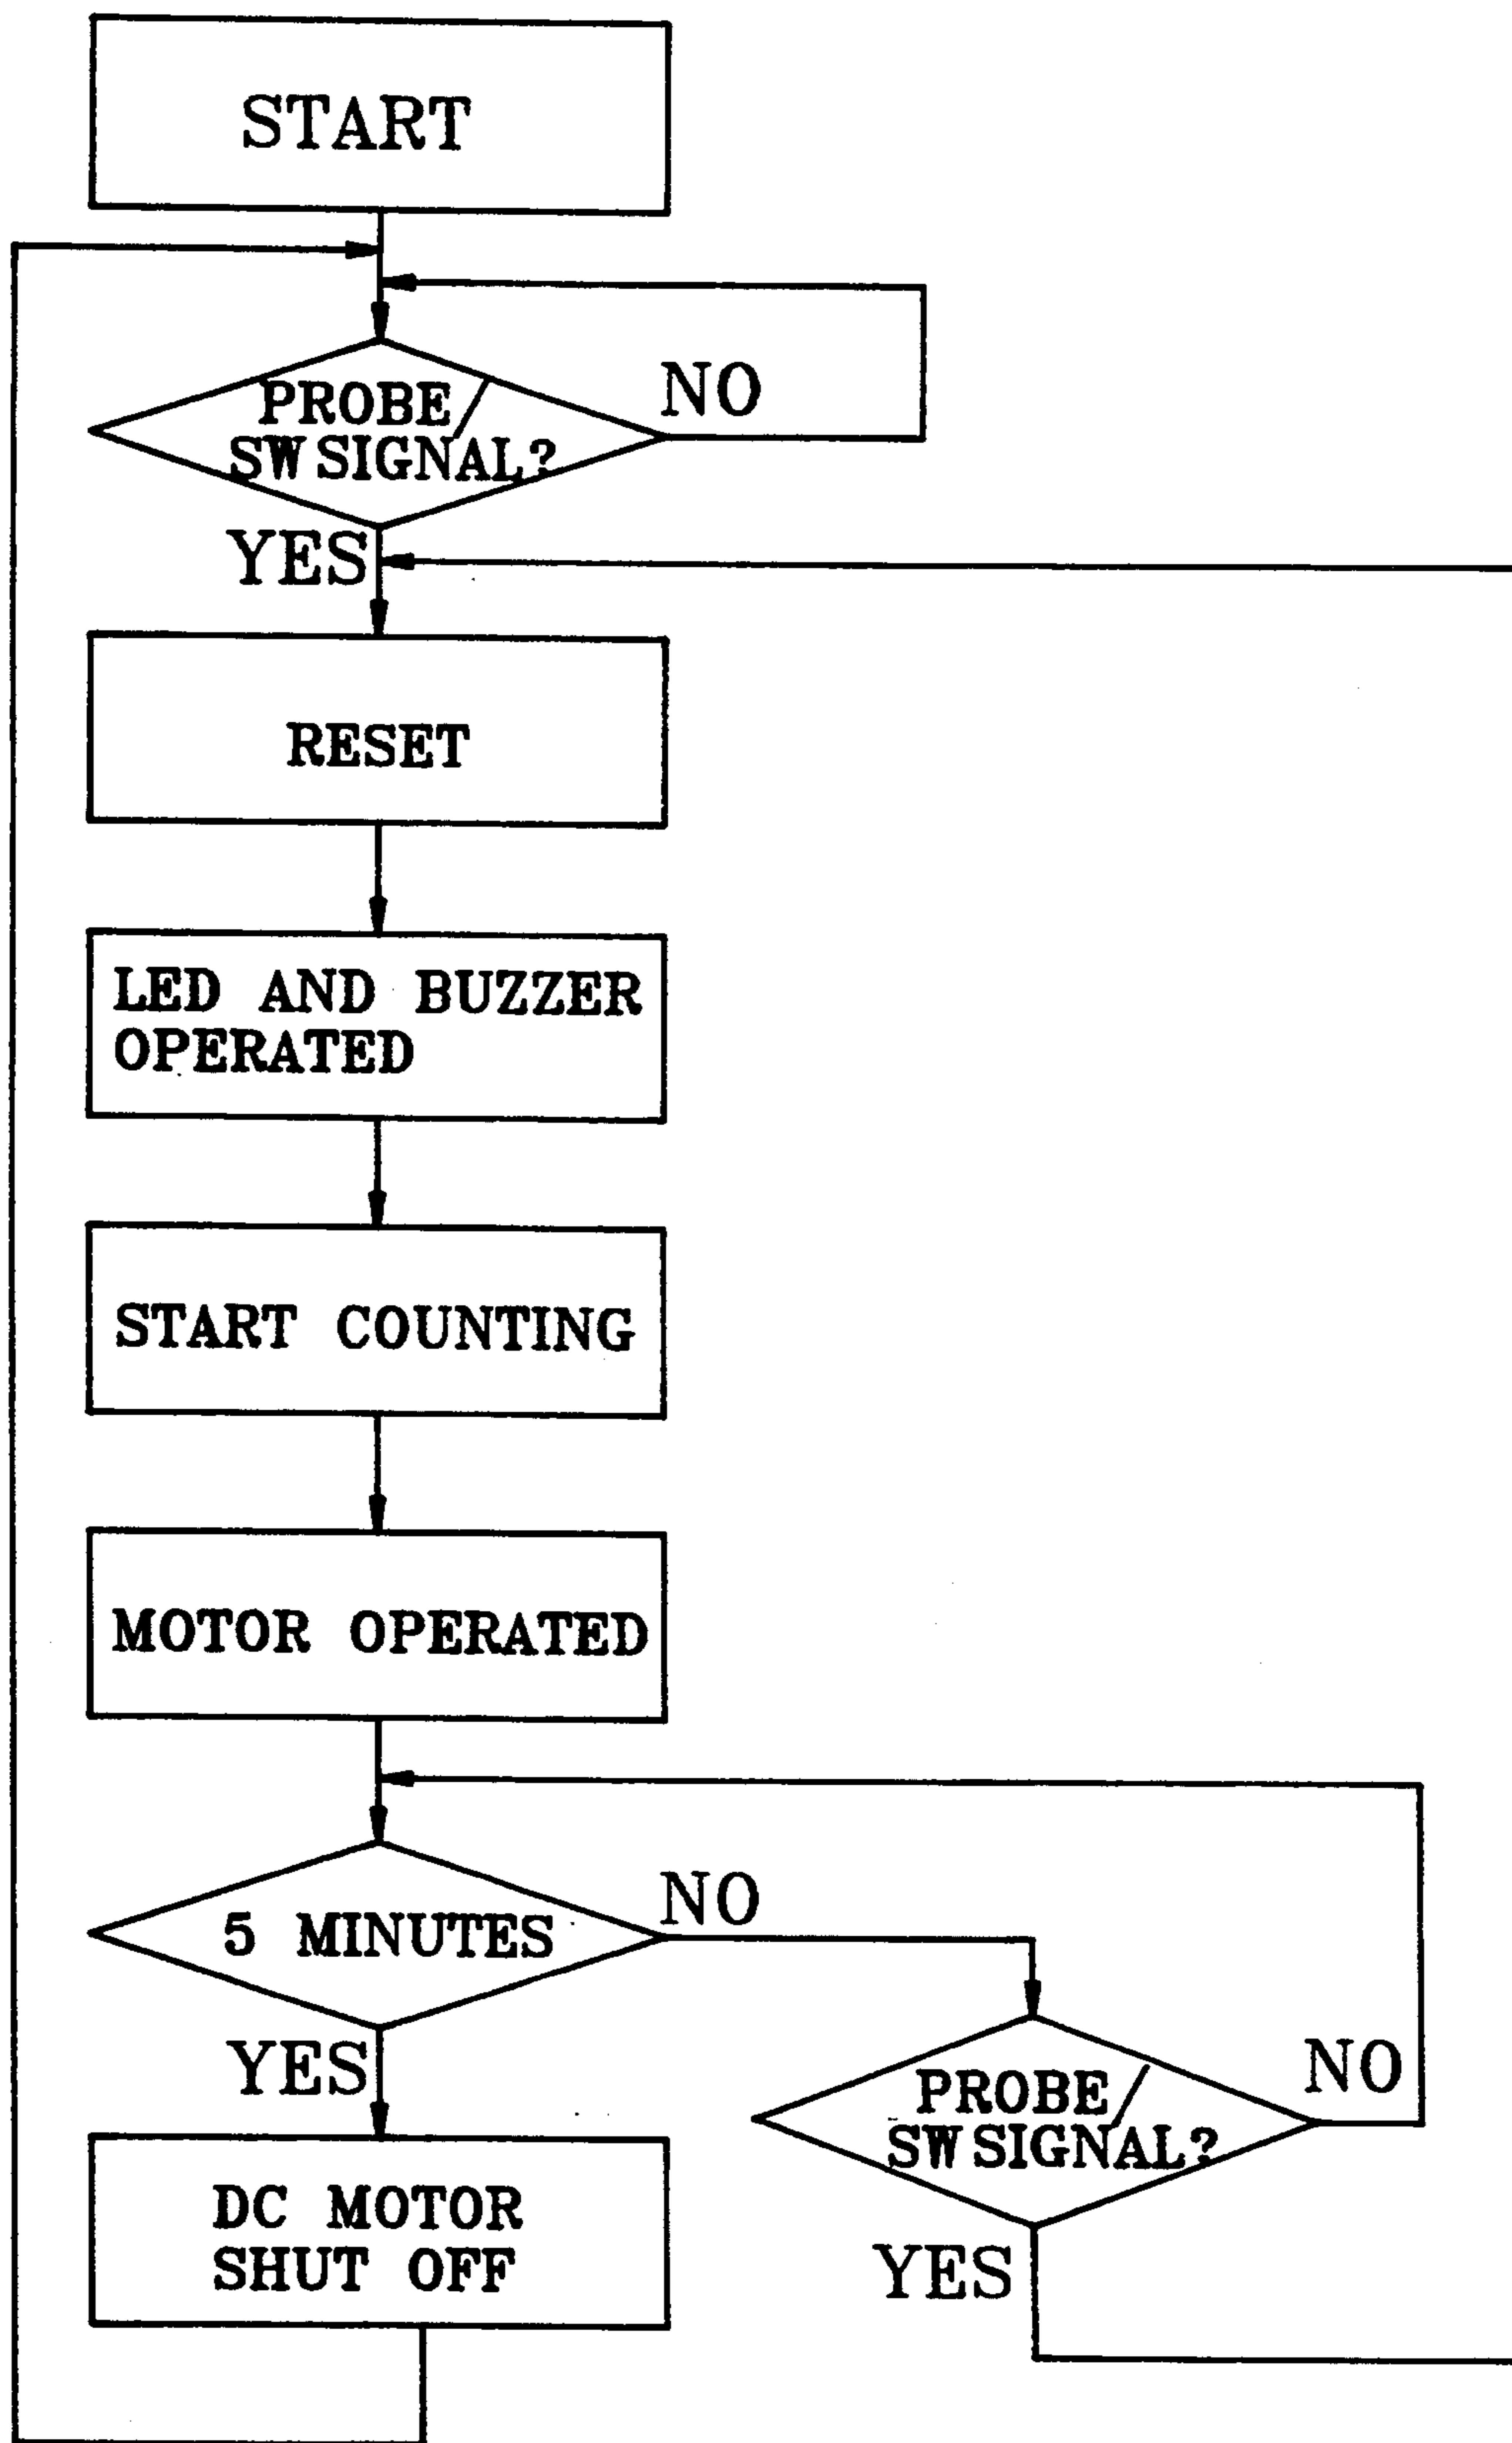 START
PROBE/
SW SIGNAL?
NO
YES
RESET
LED AND BUZZER
OPERATED
START COUNTING
MOTOR OPERATED
5 MINUTES
NO
YES
PROBE/
SW SIGNAL?
NO
YES
DC MOTOR
SHUT OFF